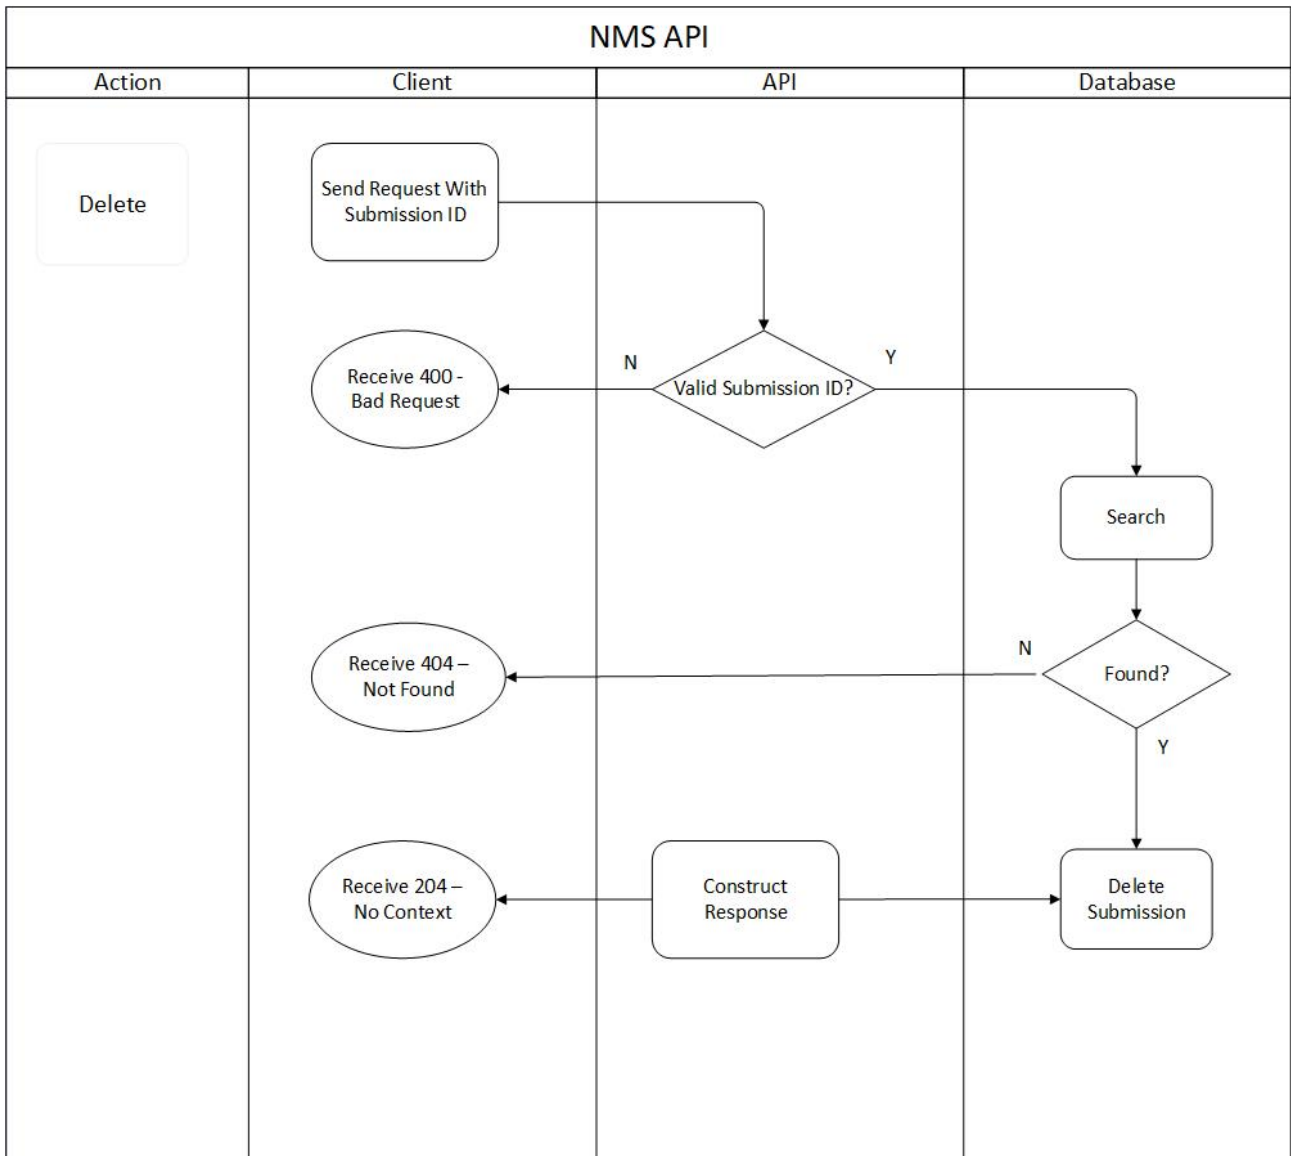 NMS API
Action
Client
API
Database
Delete
Send Request With
Submission ID
Receive 400 -
Bad Request
N
Valid Submission ID?
Y
Search
Receive 404 –
Not Found
N
Found?
Y
Receive 204 –
No Context
Construct
Response
Delete
Submission